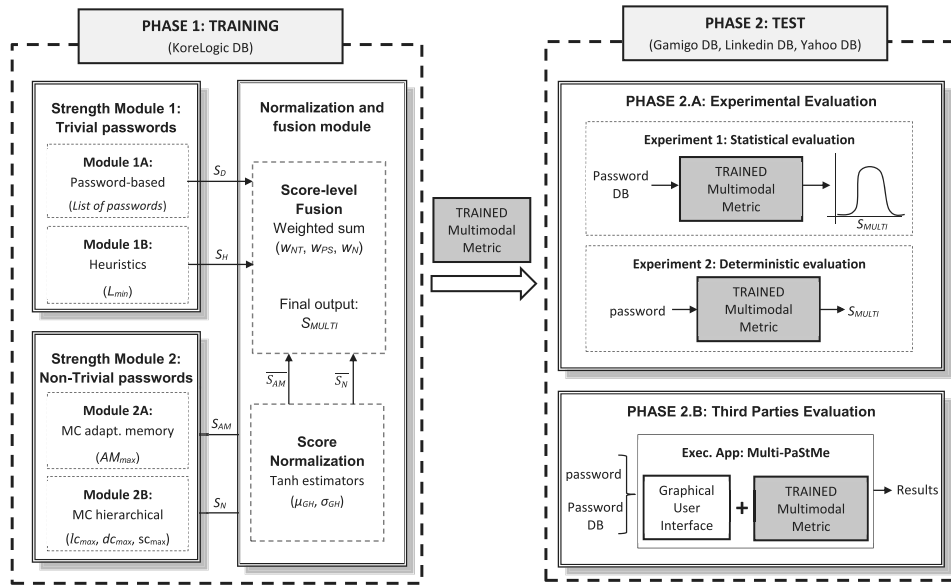 PHASE 1: TRAINING
(KoreLogic DB)
Strength Module 1:
Trivial passwords
Module 1A:
Password-based
(List of passwords)
Module 1B:
Heuristics
(Lmin)
Strength Module 2:
Non-Trivial passwords
Module 2A:
MC adapt. memory
(AMmax)
Module 2B:
MC hierarchical
(lcmax, dcmax, scmax)
SD
SH
SAM
SN
Normalization and
fusion module
Score-level
Fusion
Weighted sum
(wNT, wPS, wN)
Final output:
SMULTI
SAM
SN
Score
Normalization
Tanh estimators
(μGH, σGH)
TRAINED
Multimodal
Metric
PHASE 2: TEST
(Gamigo DB, Linkedin DB, Yahoo DB)
PHASE 2.A: Experimental Evaluation
Experiment 1: Statistical evaluation
Password
DB
TRAINED
Multimodal
Metric
SMULTI
Experiment 2: Deterministic evaluation
password
TRAINED
Multimodal
Metric
SMULTI
PHASE 2.B: Third Parties Evaluation
Exec. App: Multi-PaStMe
password
Password
DB
Graphical
User
Interface
+
TRAINED
Multimodal
Metric
Results